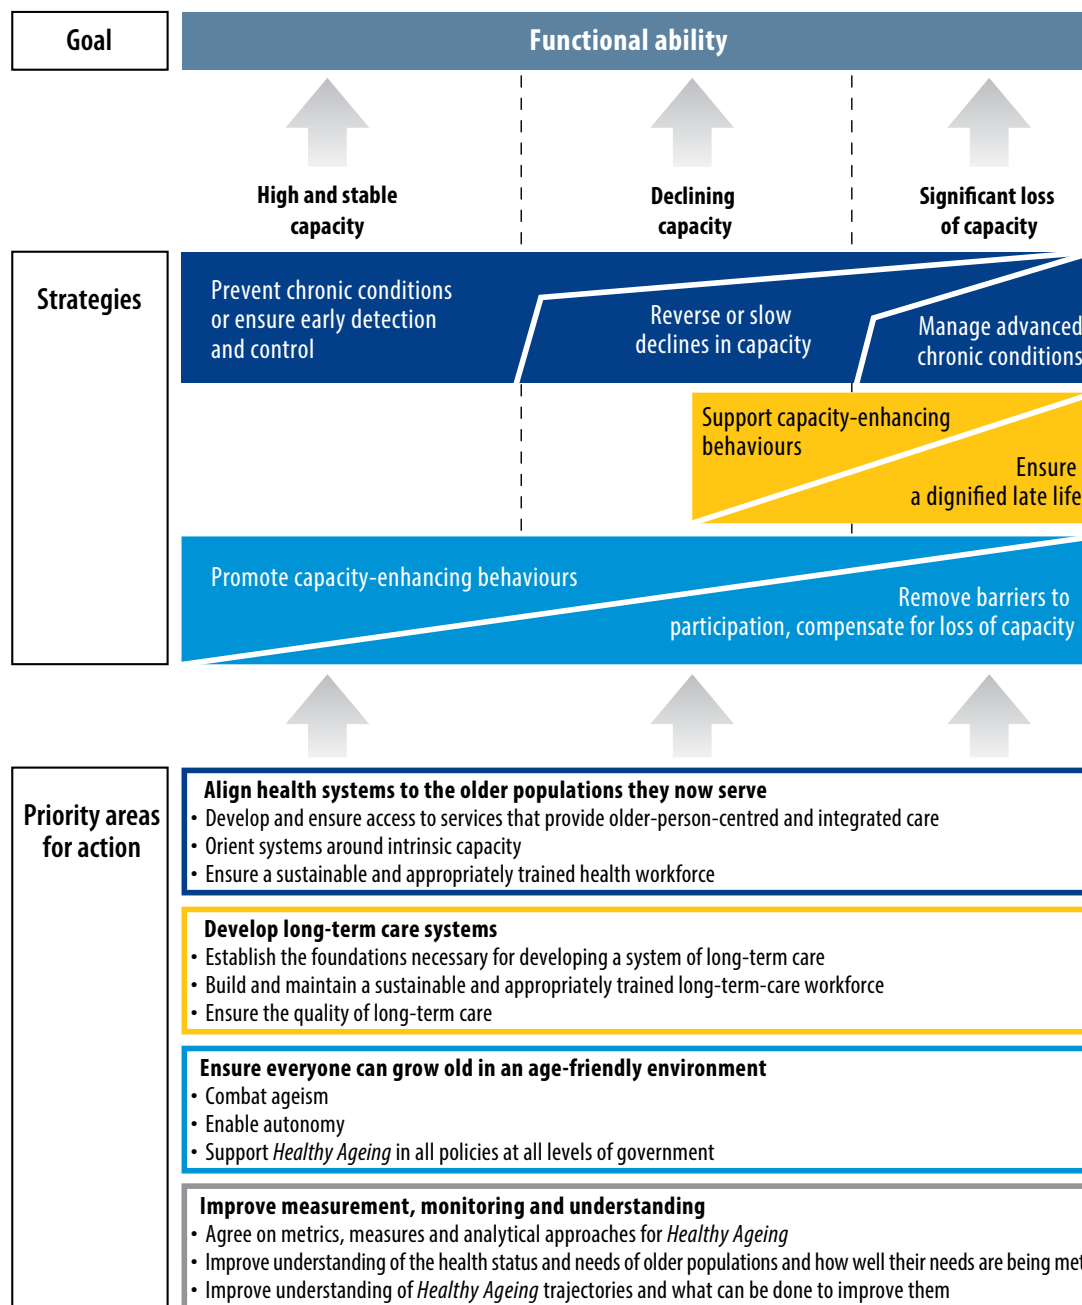 Goal
Functional ability
High and stable
capacity
Declining
capacity
Significant loss
of capacity
Strategies
Prevent chronic conditions
or ensure early detection
and control
Reverse or slow
declines in capacity
Manage advanced
chronic conditions
Support capacity-enhancing
behaviours
Ensure
a dignified late life
Promote capacity-enhancing behaviours
Remove barriers to
participation, compensate for loss of capacity
Priority areas
for action
Align health systems to the older populations they now serve
• Develop and ensure access to services that provide older-person-centred and integrated care
• Orient systems around intrinsic capacity
• Ensure a sustainable and appropriately trained health workforce
Develop long-term care systems
• Establish the foundations necessary for developing a system of long-term care
• Build and maintain a sustainable and appropriately trained long-term-care workforce
• Ensure the quality of long-term care
Ensure everyone can grow old in an age-friendly environment
• Combat ageism
• Enable autonomy
• Support Healthy Ageing in all policies at all levels of government
Improve measurement, monitoring and understanding
• Agree on metrics, measures and analytical approaches for Healthy Ageing
• Improve understanding of the health status and needs of older populations and how well their needs are being met
• Improve understanding of Healthy Ageing trajectories and what can be done to improve them